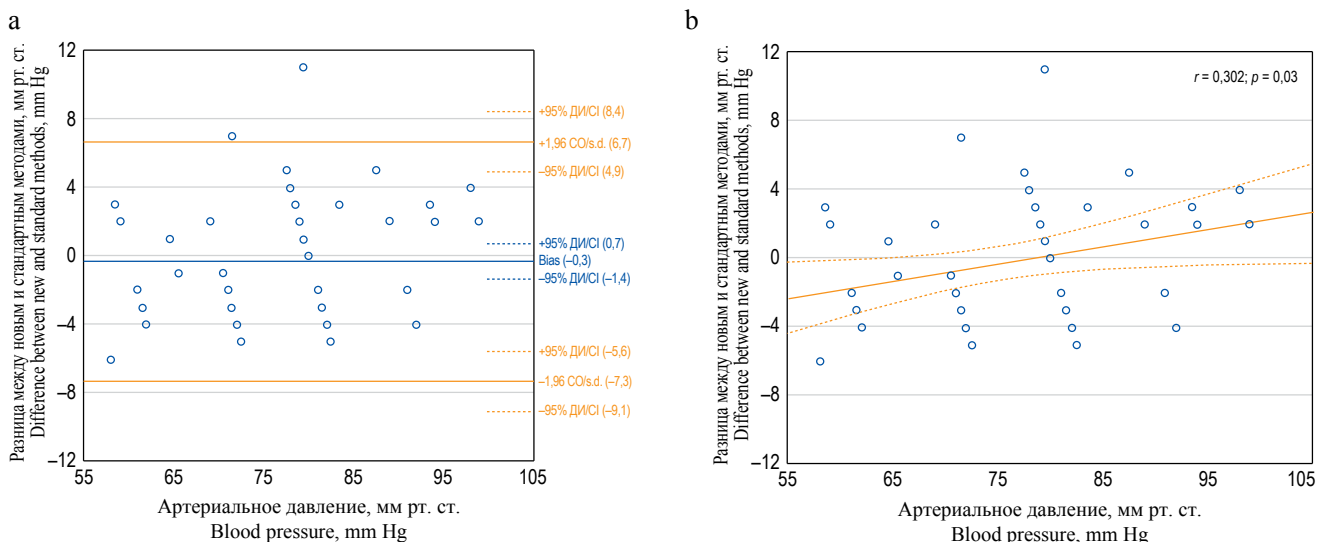 a
Разница между новым и стандартным методами, мм рт. ст.
Difference between new and standard methods, mm Hg
12
8
4
0
–4
–8
–12
55
65
75
85
95
105
+95% ДИ/CI (8,4)
+1,96 СО/s.d. (6,7)
–95% ДИ/CI (4,9)
+95% ДИ/CI (0,7)
Bias (–0,3)
–95% ДИ/CI (–1,4)
+95% ДИ/CI (–5,6)
–1,96 СО/s.d. (–7,3)
–95% ДИ/CI (–9,1)
Артериальное давление, мм рт. ст.
Blood pressure, mm Hg
b
Разница между новым и стандартным методами, мм рт. ст.
Difference between new and standard methods, mm Hg
12
8
4
0
–4
–8
–12
55
65
75
85
95
105
r = 0,302; p = 0,03
Артериальное давление, мм рт. ст.
Blood pressure, mm Hg